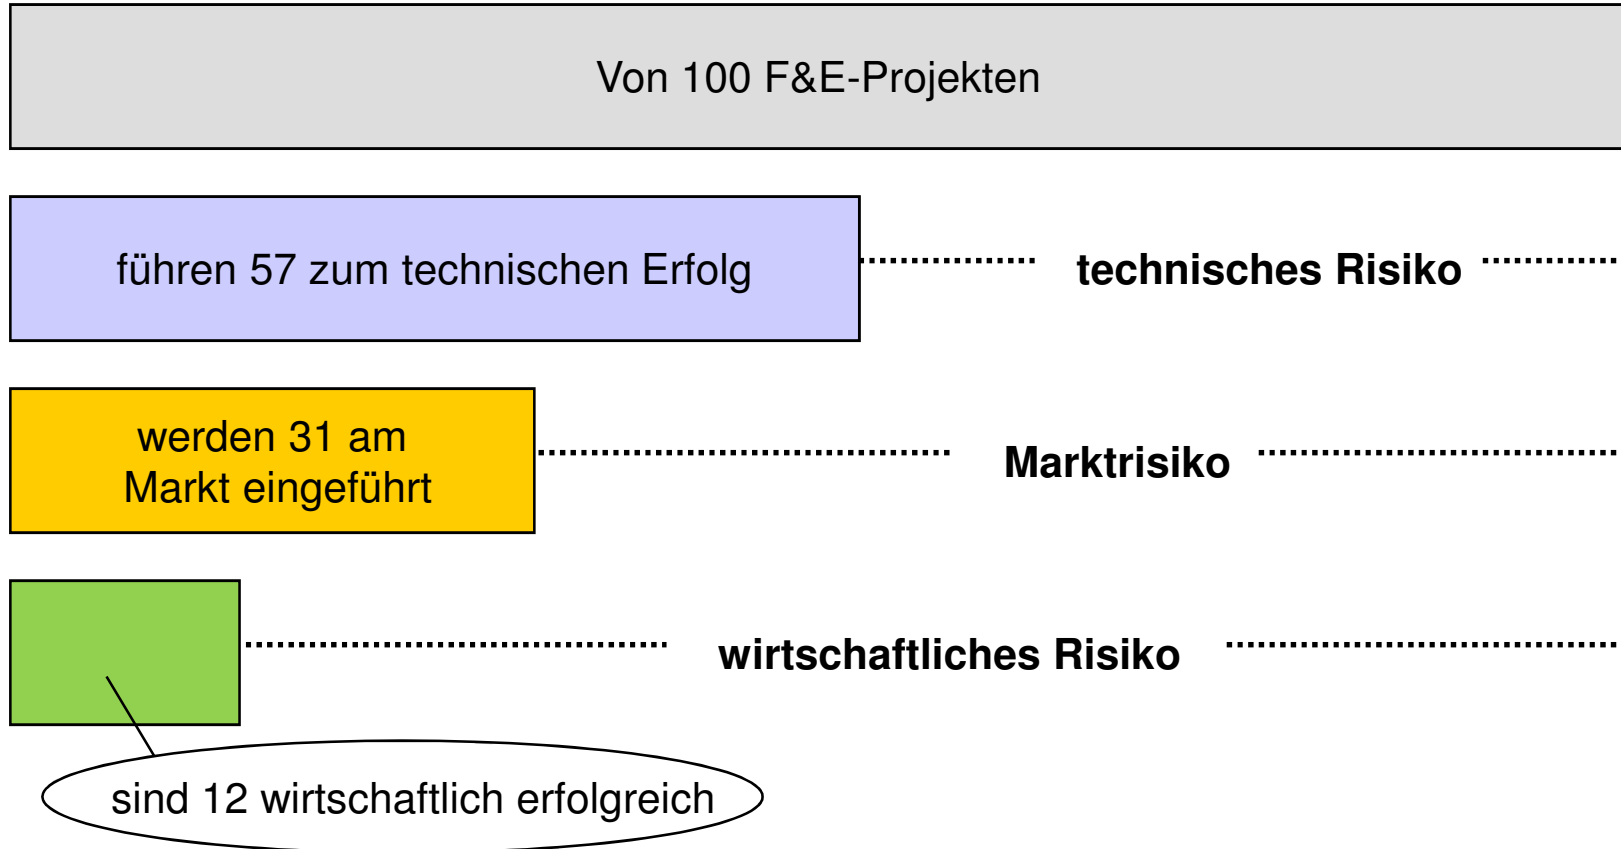 Von 100 F&E-Projekten
führen 57 zum technischen Erfolg
technisches Risiko
werden 31 am
Markt eingeführt
Marktrisiko
wirtschaftliches Risiko
sind 12 wirtschaftlich erfolgreich